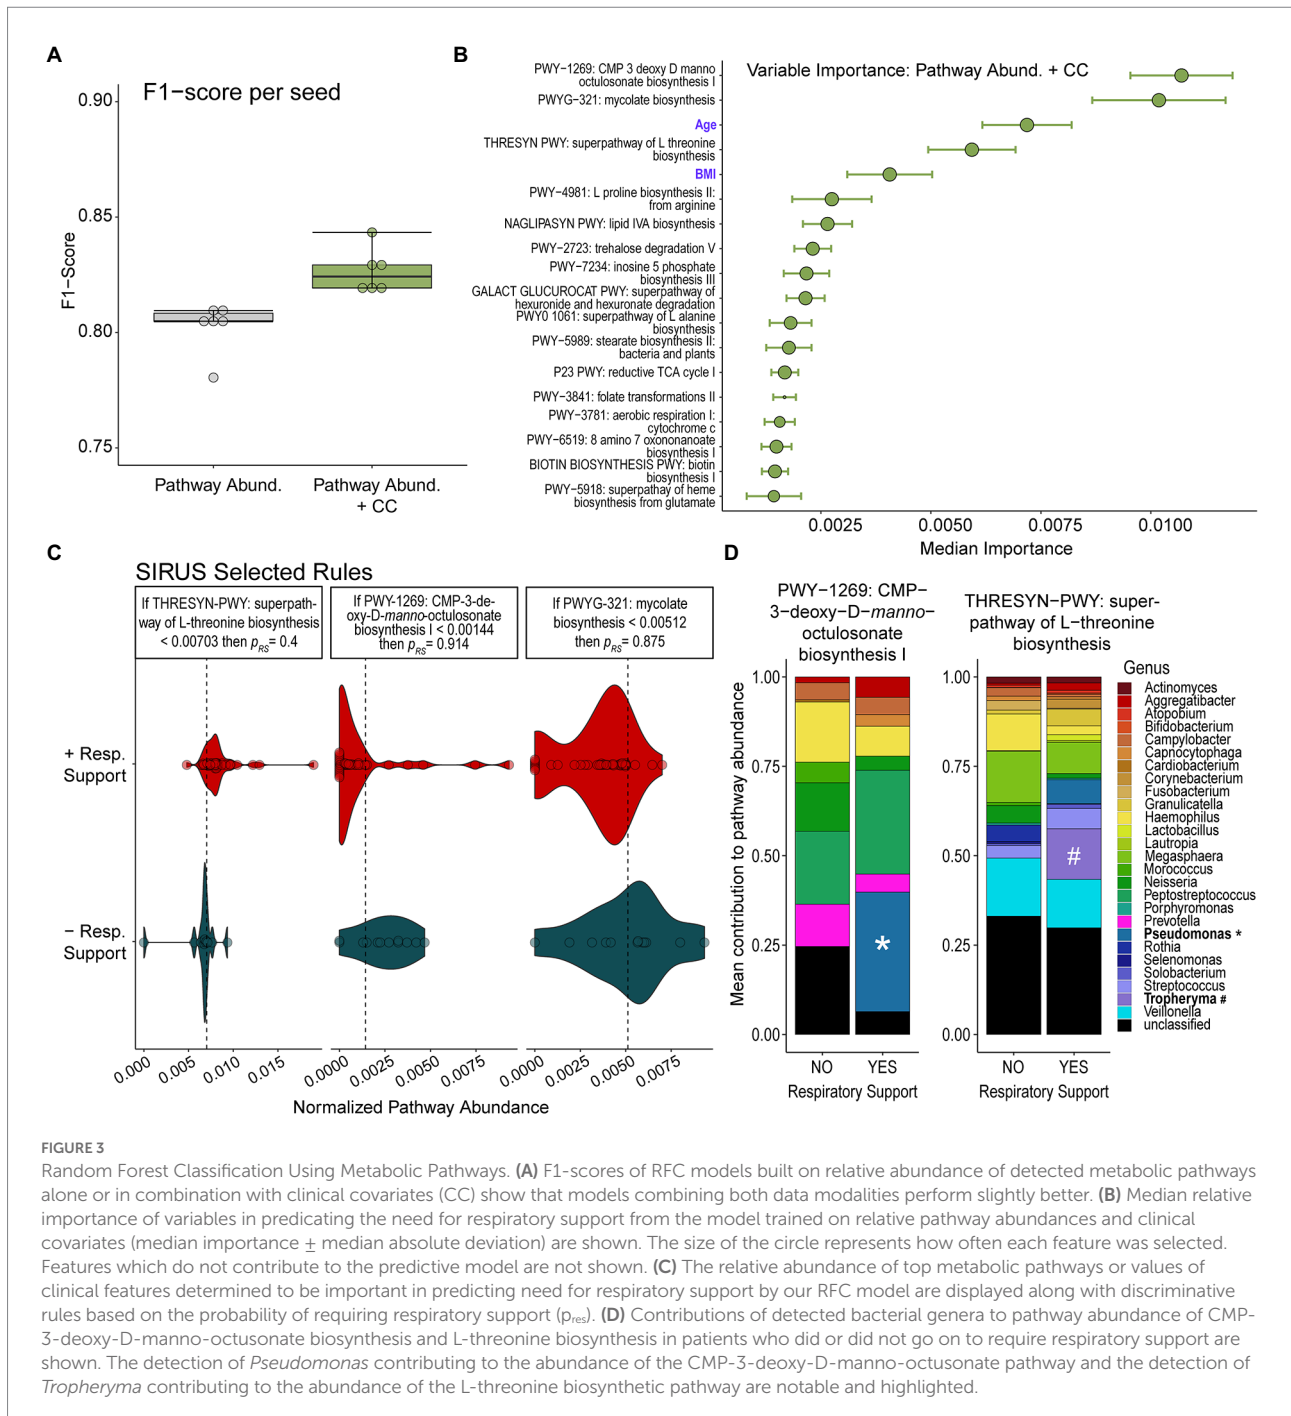 A
F1−score per seed
0.90
0.85
0.80
0.75
F1−Score
Pathway Abund.
Pathway Abund.
+ CC
B
Variable Importance: Pathway Abund. + CC
PWY−1269: CMP 3 deoxy D manno
octulosonate biosynthesis I
PWYG−321: mycolate biosynthesis
Age
THRESYN PWY: superpathway of L threonine
biosynthesis
BMI
PWY−4981: L proline biosynthesis II:
from arginine
NAGLIPASYN PWY: lipid IVA biosynthesis
PWY−2723: trehalose degradation V
PWY−7234: inosine 5 phosphate
biosynthesis III
GALACT GLUCUROCAT PWY: superpathway of
hexuronide and hexuronate degradation
PWY0 1061: superpathway of L alanine
biosynthesis
PWY−5989: stearate biosynthesis II:
bacteria and plants
P23 PWY: reductive TCA cycle I
PWY−3841: folate transformations II
PWY−3781: aerobic respiration I:
cytochrome c
PWY−6519: 8 amino 7 oxononanoate
biosynthesis I
BIOTIN BIOSYNTHESIS PWY: biotin
biosynthesis I
PWY−5918: superpathay of heme
biosynthesis from glutamate
0.0025 0.0050 0.0075 0.0100
Median Importance
C
SIRUS Selected Rules
If THRESYN-PWY: superpath-
way of L-threonine biosynthesis
< 0.00703 then pRS= 0.4
If PWY-1269: CMP-3-de-
oxy-D-manno-octulosonate
biosynthesis I < 0.00144
then pRS= 0.914
If PWYG-321: mycolate
biosynthesis < 0.00512
then pRS= 0.875
+ Resp.
Support
− Resp.
Support
0.000 0.005 0.010 0.015
0.0000 0.0025 0.0050 0.0075
0.0000 0.0025 0.0050 0.0075
Normalized Pathway Abundance
D
PWY−1269: CMP−
3−deoxy−D−manno−
octulosonate
biosynthesis I
THRESYN−PWY: super-
pathway of L−threonine
biosynthesis
Mean contribution to pathway abundance
1.00
0.75
0.50
0.25
0.00
*
NO YES
Respiratory Support
1.00
0.75
0.50
0.25
0.00
#
NO YES
Respiratory Support
Genus
Actinomyces
Aggregatibacter
Atopobium
Bifidobacterium
Campylobacter
Capnocytophaga
Cardiobacterium
Corynebacterium
Fusobacterium
Granulicatella
Haemophilus
Lactobacillus
Lautropia
Megasphaera
Morococcus
Neisseria
Peptostreptococcus
Porphyromonas
Prevotella
Pseudomonas *
Rothia
Selenomonas
Solobacterium
Streptococcus
Tropheryma #
Veillonella
unclassified
FIGURE 3
Random Forest Classification Using Metabolic Pathways. (A) F1-scores of RFC models built on relative abundance of detected metabolic pathways
alone or in combination with clinical covariates (CC) show that models combining both data modalities perform slightly better. (B) Median relative
importance of variables in predicating the need for respiratory support from the model trained on relative pathway abundances and clinical
covariates (median importance ± median absolute deviation) are shown. The size of the circle represents how often each feature was selected.
Features which do not contribute to the predictive model are not shown. (C) The relative abundance of top metabolic pathways or values of
clinical features determined to be important in predicting need for respiratory support by our RFC model are displayed along with discriminative
rules based on the probability of requiring respiratory support (pres). (D) Contributions of detected bacterial genera to pathway abundance of CMP-
3-deoxy-D-manno-octusonate biosynthesis and L-threonine biosynthesis in patients who did or did not go on to require respiratory support are
shown. The detection of Pseudomonas contributing to the abundance of the CMP-3-deoxy-D-manno-octusonate pathway and the detection of
Tropheryma contributing to the abundance of the L-threonine biosynthetic pathway are notable and highlighted.